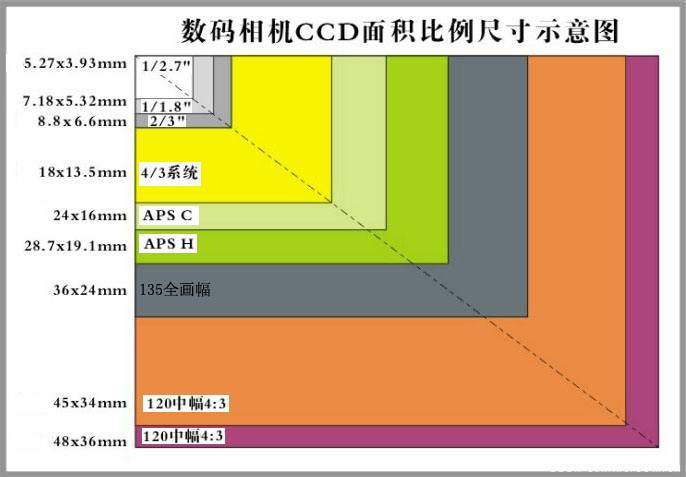 数码相机CCD面积比例尺寸示意图
5.27x3.93mm 1/2.7"
7.18x5.32mm 1/1.8"
8.8x6.6mm 2/3"
18x13.5mm 4/3系统
24x16mm APS C
28.7x19.1mm APS H
36x24mm 135全画幅
45x34mm 120中幅4:3
48x36mm 120中幅4:3